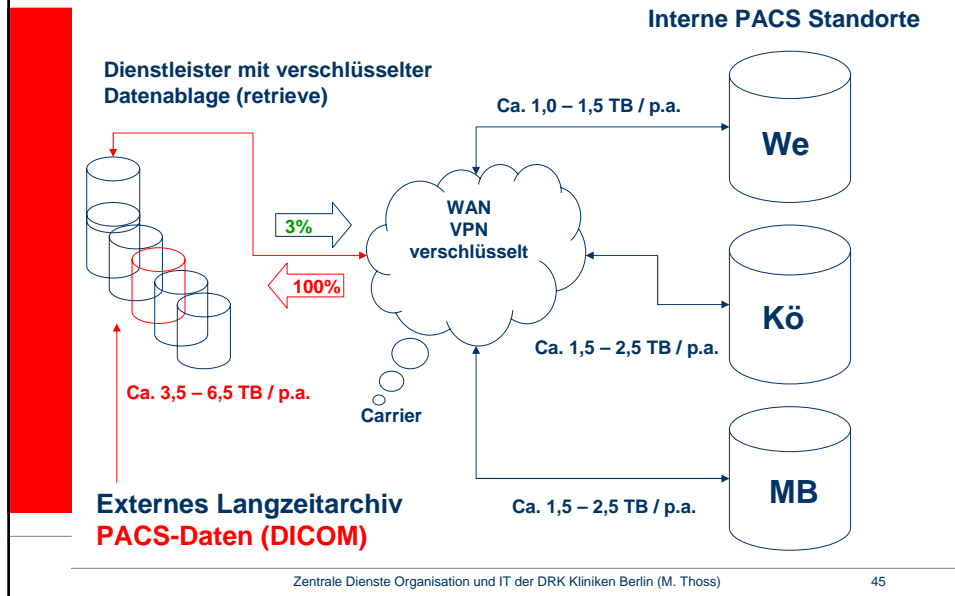 Interne PACS Standorte
Dienstleister mit verschlüsselter
Datenablage (retrieve)
Ca. 1,0 – 1,5 TB / p.a.
We
WAN
VPN
verschlüsselt
3%
100%
Kö
Ca. 1,5 – 2,5 TB / p.a.
Ca. 3,5 – 6,5 TB / p.a.
Carrier
MB
Ca. 1,5 – 2,5 TB / p.a.
Externes Langzeitarchiv
PACS-Daten (DICOM)
Zentrale Dienste Organisation und IT der DRK Kliniken Berlin (M. Thoss)
45